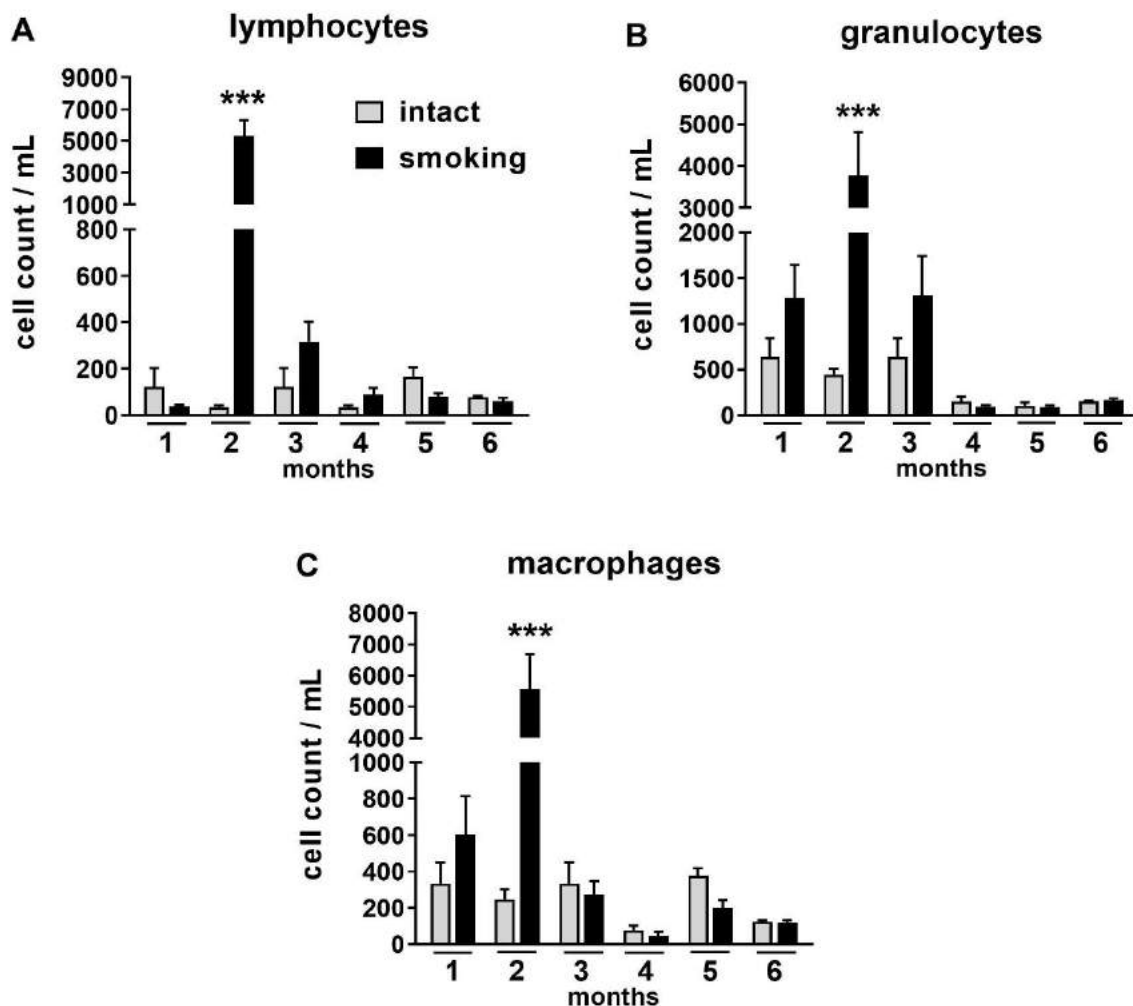 A lymphocytes
cell count / mL
9000
7000
5000
3000
1000
800
600
400
200
0
***
intact
smoking
1 2 3 4 5 6
months
B granulocytes
cell count / mL
6000
5000
4000
3000
2000
1500
1000
500
0
***
1 2 3 4 5 6
months
C macrophages
cell count / mL
8000
7000
6000
5000
4000
1000
800
600
400
200
0
***
1 2 3 4 5 6
months